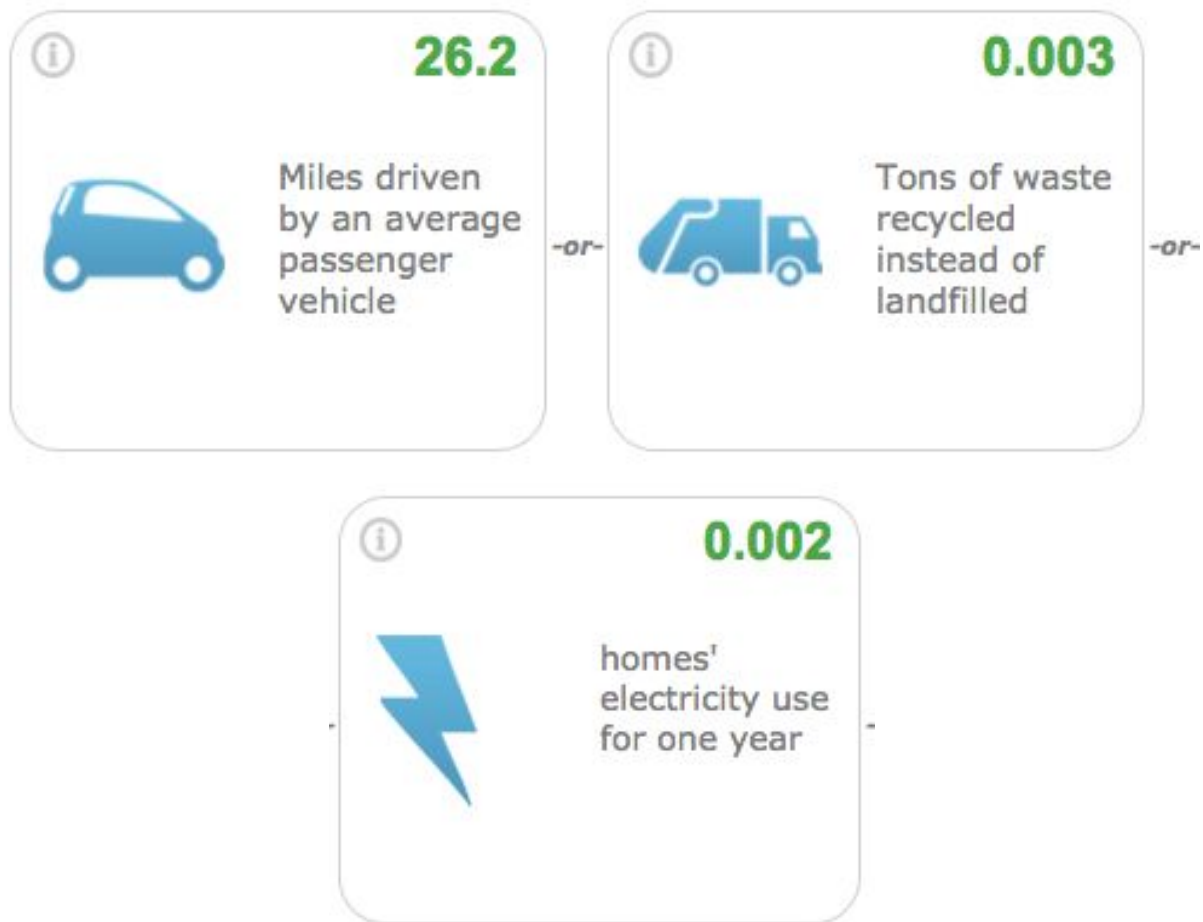 26.2
Miles driven
by an average
passenger
vehicle
-or-
0.003
Tons of waste
recycled
instead of
landfilled
-or-
0.002
homes'
electricity use
for one year